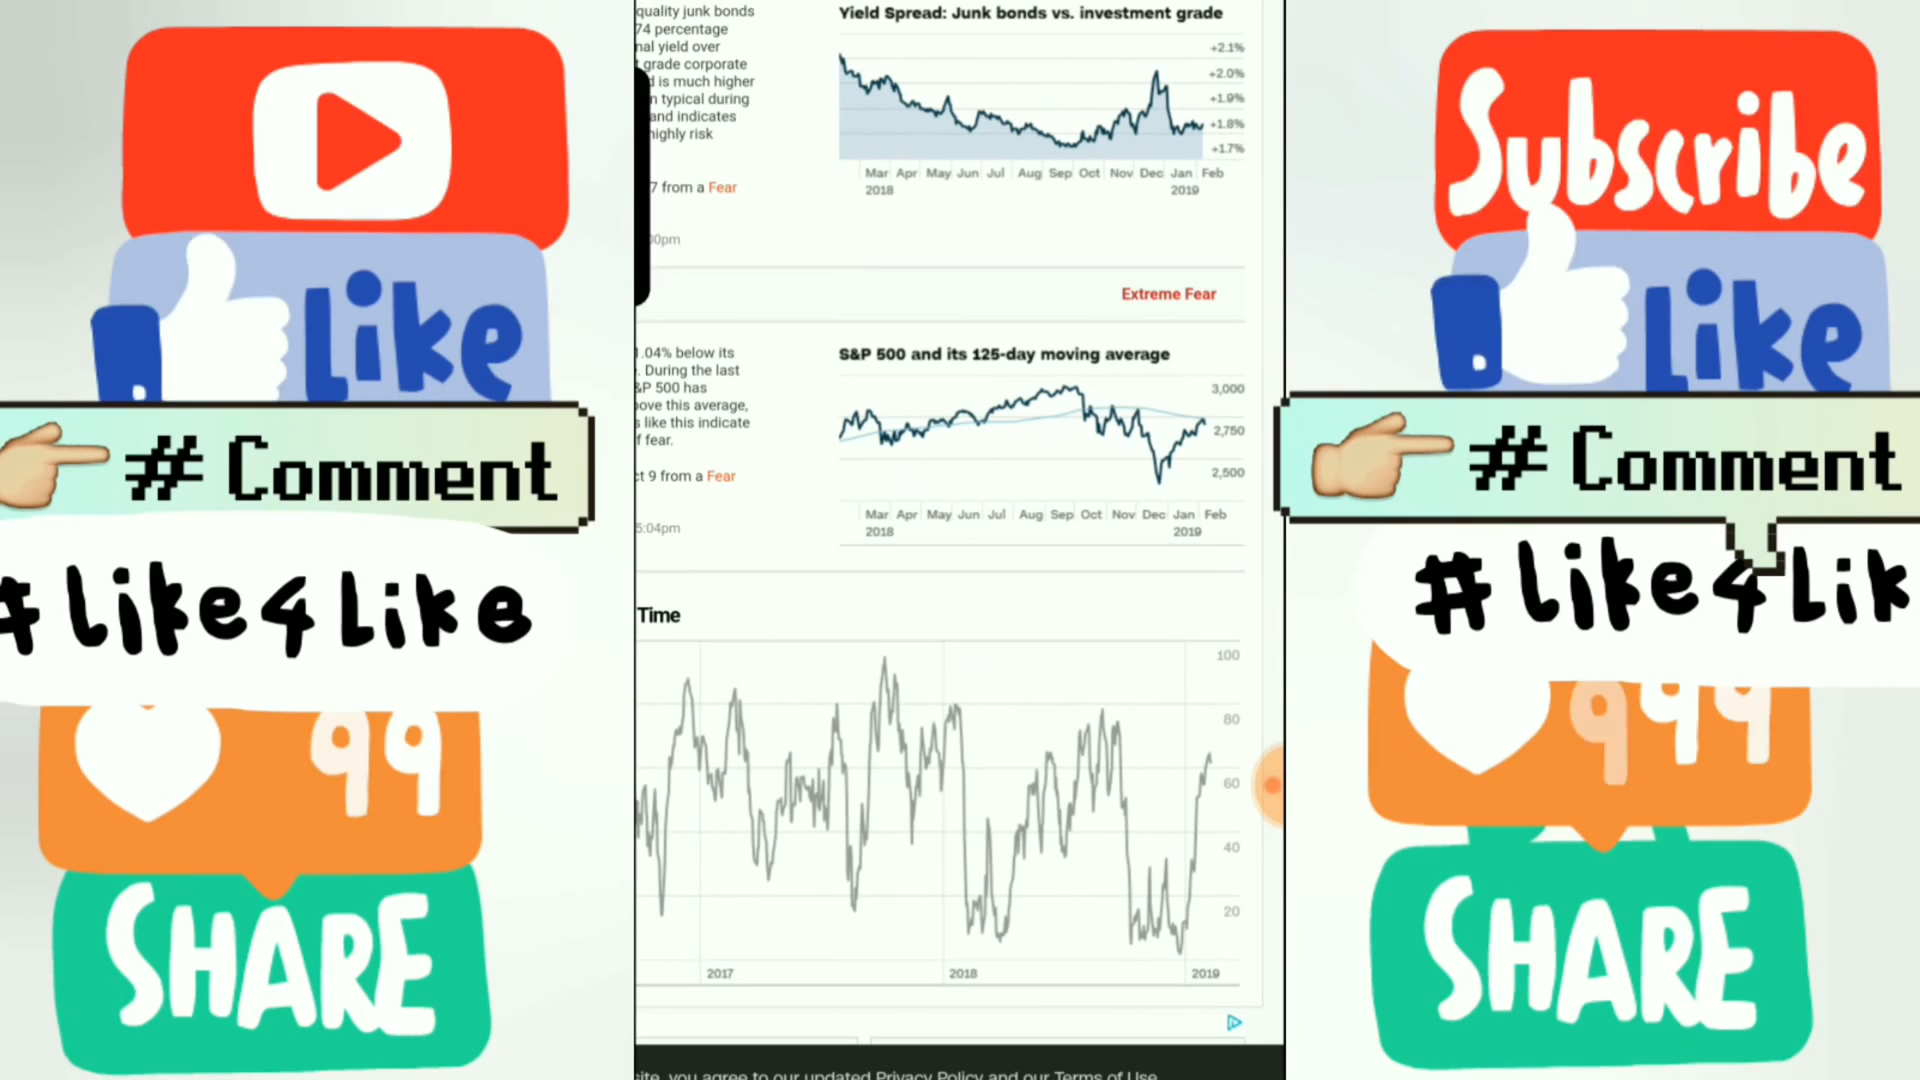 Like
# Comment
#Like4Like
99
SHARE
quality junk bonds
74 percentage
nal yield over
grade corporate
d is much higher
n typical during
and indicates
highly risk
7 from a Fear
00pm
Yield Spread: Junk bonds vs. investment grade
+2.1%
+2.0%
+1.9%
+1.8%
+1.7%
Mar Apr May Jun Jul Aug Sep Oct Nov Dec Jan Feb
2018 2019
Extreme Fear
1.04% below its
. During the last
&P 500 has
ove this average,
s like this indicate
f fear.
ct 9 from a Fear
5:04pm
S&P 500 and its 125-day moving average
3,000
2,750
2,500
Mar Apr May Jun Jul Aug Sep Oct Nov Dec Jan Feb
2018 2019
Time
100
80
60
40
20
2017 2018 2019
site, you agree to our updated Privacy Policy and our Terms of Use
Subscribe
Like
# Comment
#Like4Lik
999
SHARE